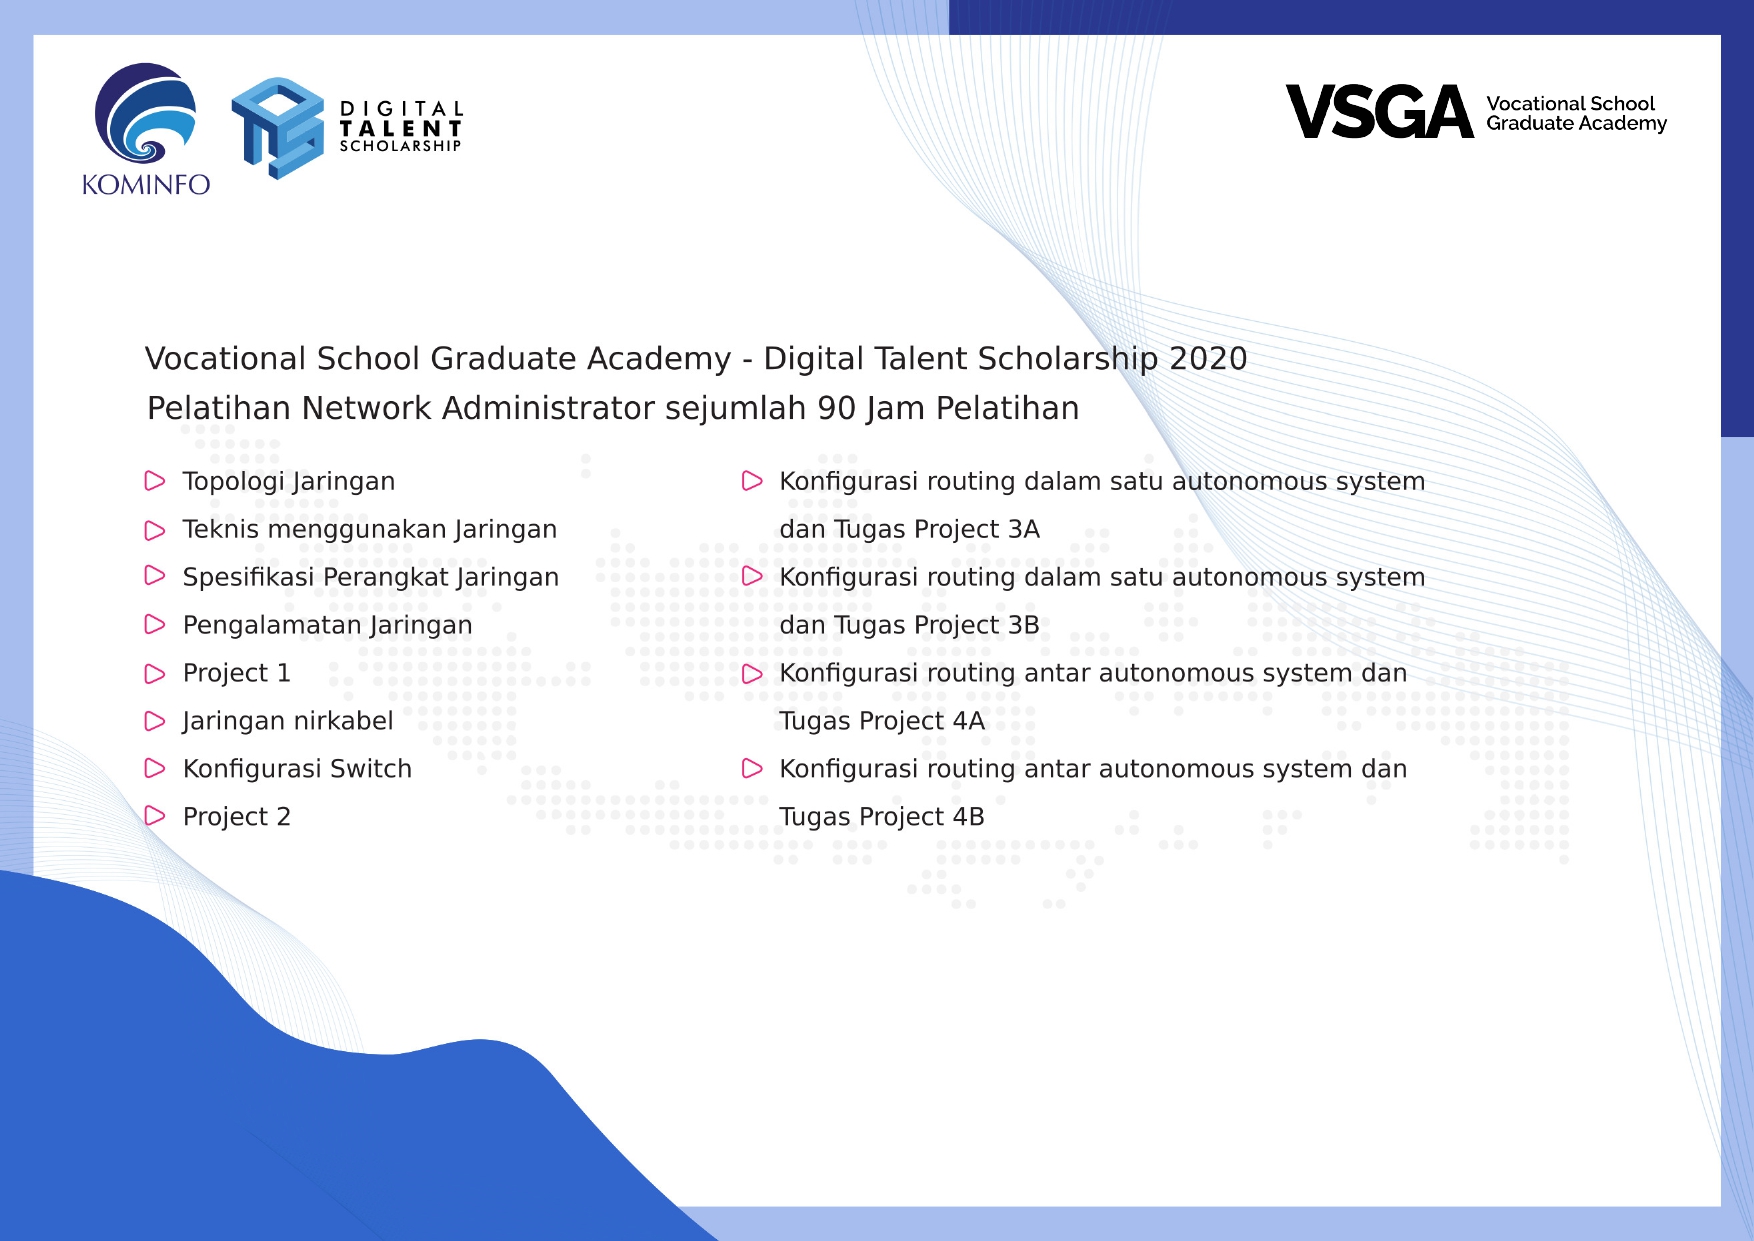 KOMINFO
DIGITAL
TALENT
SCHOLARSHIP
VSGA
Vocational School
Graduate Academy
Vocational School Graduate Academy - Digital Talent Scholarship 2020
Pelatihan Network Administrator sejumlah 90 Jam Pelatihan
Topologi Jaringan
Teknis menggunakan Jaringan
Spesifikasi Perangkat Jaringan
Pengalamatan Jaringan
Project 1
Jaringan nirkabel
Konfigurasi Switch
Project 2
Konfigurasi routing dalam satu autonomous system
dan Tugas Project 3A
Konfigurasi routing dalam satu autonomous system
dan Tugas Project 3B
Konfigurasi routing antar autonomous system dan
Tugas Project 4A
Konfigurasi routing antar autonomous system dan
Tugas Project 4B